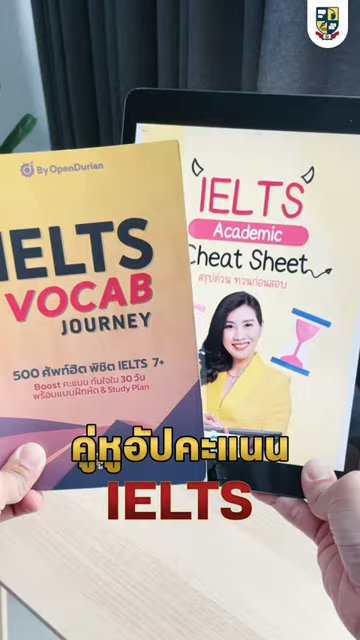 By OpenDurian
IELTS
VOCAB
JOURNEY
500 ศัพท์ฮิต พิชิต IELTS 7+
Boost คะแนน ทันใจใน 30 วัน
พร้อมแบบฝึกหัด & Study Plan
IELTS
Academic
Cheat Sheet
สรุปด่วน ทวนก่อนสอบ
คู่หูอัปคะแนน
IELTS